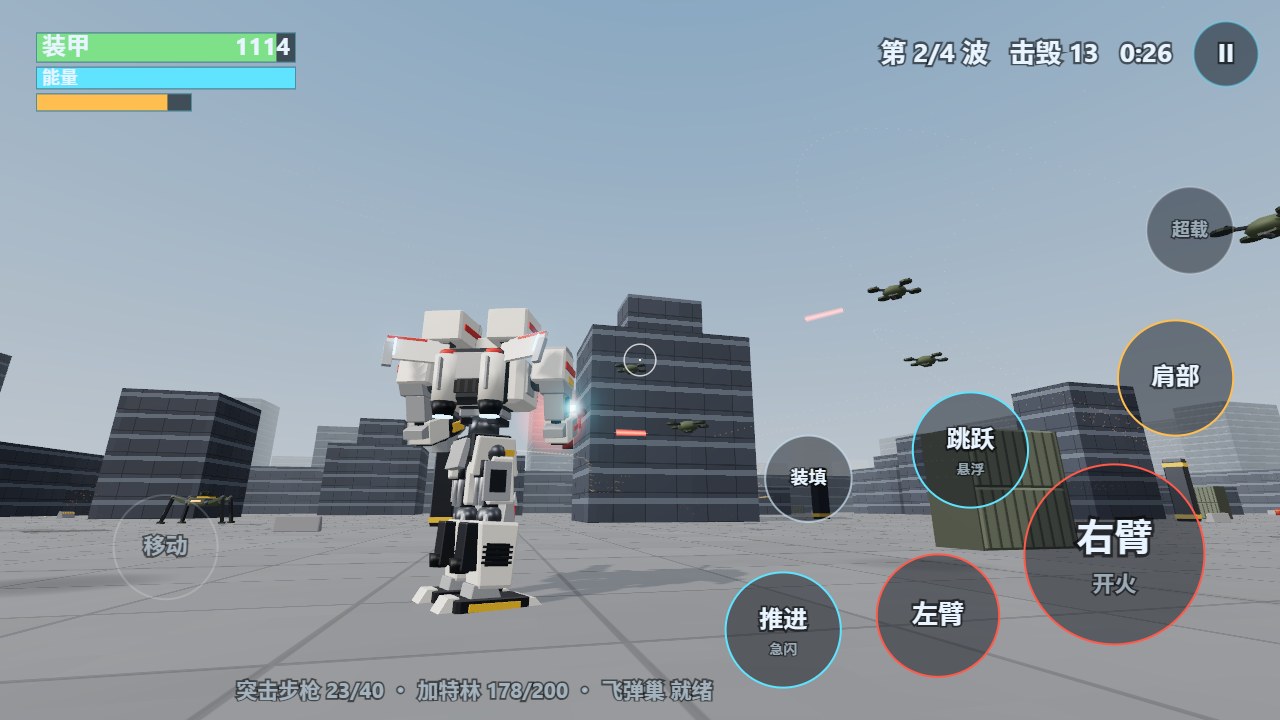 装甲 1114
能量
第 2/4 波 击毁 13 0:26
超载
肩部
跳跃
悬浮
装填
右臂
开火
移动
推进
急闪
左臂
突击步枪 23/40 • 加特林 178/200 • 飞弹巢 就绪